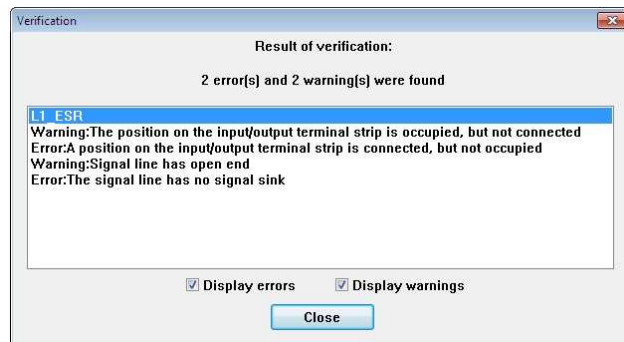 Verification
Result of verification:
2 error(s) and 2 warning(s) were found
L1_ESR
Warning:The position on the input/output terminal strip is occupied, but not connected
Error:A position on the input/output terminal strip is connected, but not occupied
Warning:Signal line has open end
Error:The signal line has no signal sink
Display errors Display warnings
Close